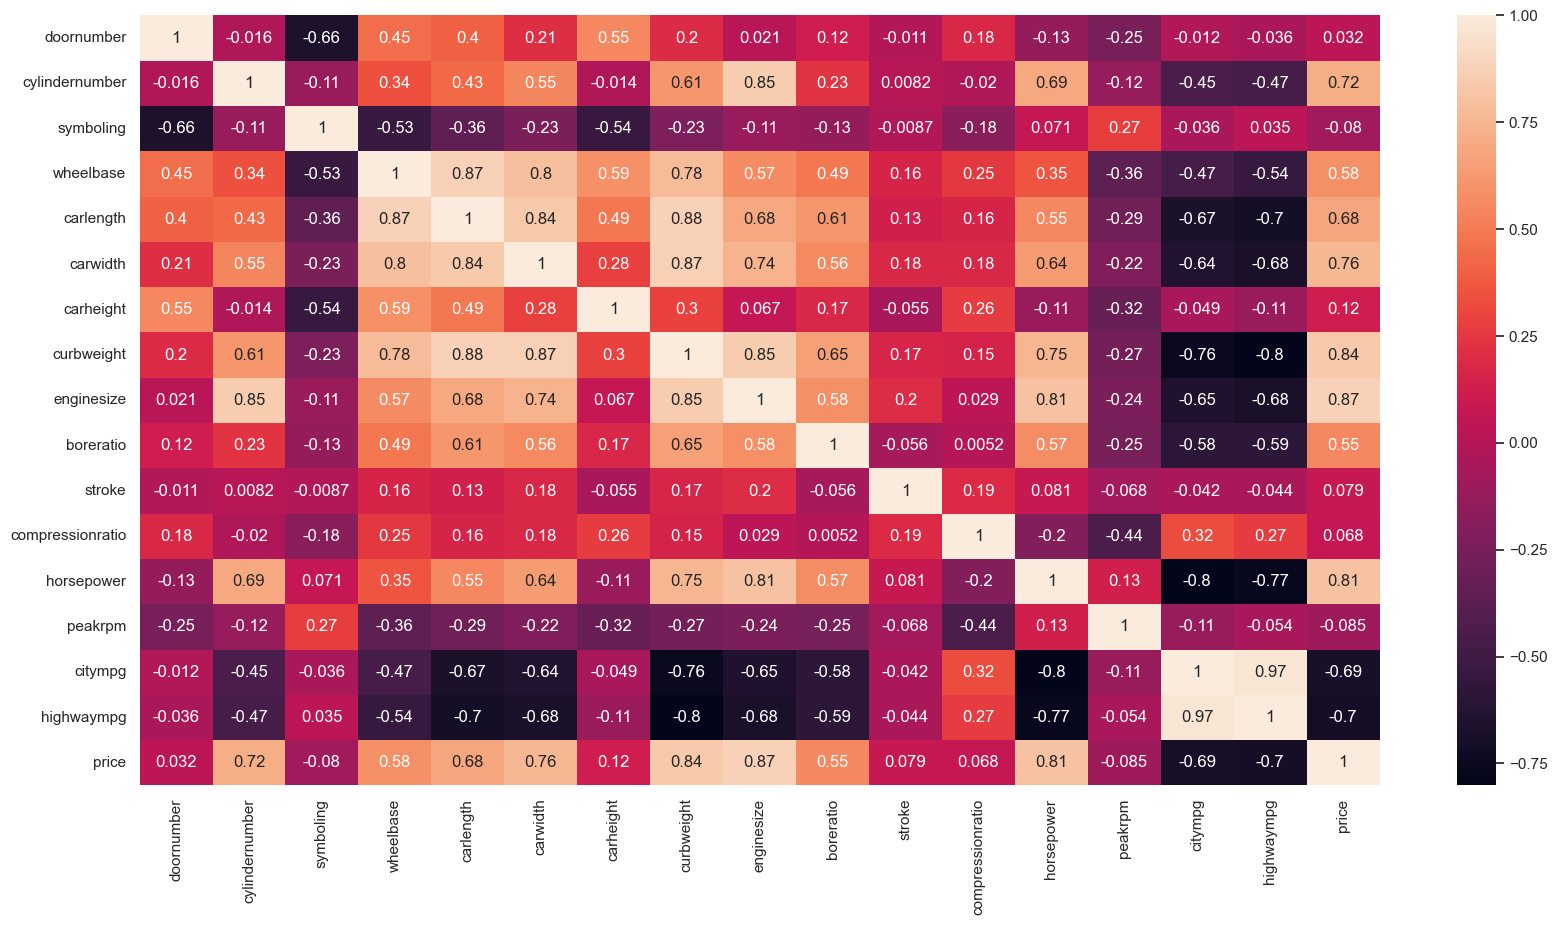 doornumber 1 -0.016 -0.66 0.45 0.4 0.21 0.55 0.2 0.021 0.12 -0.011 0.18 -0.13 -0.25 -0.012 -0.036 0.032
cylindernumber -0.016 1 -0.11 0.34 0.43 0.55 -0.014 0.61 0.85 0.23 0.0082 -0.02 0.69 -0.12 -0.45 -0.47 0.72
symboling -0.66 -0.11 1 -0.53 -0.36 -0.23 -0.54 -0.23 -0.11 -0.13 -0.0087 -0.18 0.071 0.27 -0.036 0.035 -0.08
wheelbase 0.45 0.34 -0.53 1 0.87 0.8 0.59 0.78 0.57 0.49 0.16 0.25 0.35 -0.36 -0.47 -0.54 0.58
carlength 0.4 0.43 -0.36 0.87 1 0.84 0.49 0.88 0.68 0.61 0.13 0.16 0.55 -0.29 -0.67 -0.7 0.68
carwidth 0.21 0.55 -0.23 0.8 0.84 1 0.28 0.87 0.74 0.56 0.18 0.18 0.64 -0.22 -0.64 -0.68 0.76
carheight 0.55 -0.014 -0.54 0.59 0.49 0.28 1 0.3 0.067 0.17 -0.055 0.26 -0.11 -0.32 -0.049 -0.11 0.12
curbweight 0.2 0.61 -0.23 0.78 0.88 0.87 0.3 1 0.85 0.65 0.17 0.15 0.75 -0.27 -0.76 -0.8 0.84
enginesize 0.021 0.85 -0.11 0.57 0.68 0.74 0.067 0.85 1 0.58 0.2 0.029 0.81 -0.24 -0.65 -0.68 0.87
boreratio 0.12 0.23 -0.13 0.49 0.61 0.56 0.17 0.65 0.58 1 -0.056 0.0052 0.57 -0.25 -0.58 -0.59 0.55
stroke -0.011 0.0082 -0.0087 0.16 0.13 0.18 -0.055 0.17 0.2 -0.056 1 0.19 0.081 -0.068 -0.042 -0.044 0.079
compressionratio 0.18 -0.02 -0.18 0.25 0.16 0.18 0.26 0.15 0.029 0.0052 0.19 1 -0.2 -0.44 0.32 0.27 0.068
horsepower -0.13 0.69 0.071 0.35 0.55 0.64 -0.11 0.75 0.81 0.57 0.081 -0.2 1 0.13 -0.8 -0.77 0.81
peakrpm -0.25 -0.12 0.27 -0.36 -0.29 -0.22 -0.32 -0.27 -0.24 -0.25 -0.068 -0.44 0.13 1 -0.11 -0.054 -0.085
citympg -0.012 -0.45 -0.036 -0.47 -0.67 -0.64 -0.049 -0.76 -0.65 -0.58 -0.042 0.32 -0.8 -0.11 1 0.97 -0.69
highwaympg -0.036 -0.47 0.035 -0.54 -0.7 -0.68 -0.11 -0.8 -0.68 -0.59 -0.044 0.27 -0.77 -0.054 0.97 1 -0.7
price 0.032 0.72 -0.08 0.58 0.68 0.76 0.12 0.84 0.87 0.55 0.079 0.068 0.81 -0.085 -0.69 -0.7 1
doornumber cylindernumber symboling wheelbase carlength carwidth carheight curbweight enginesize boreratio stroke compressionratio horsepower peakrpm citympg highwaympg price
1.00
0.75
0.50
0.25
0.00
−0.25
−0.50
−0.75